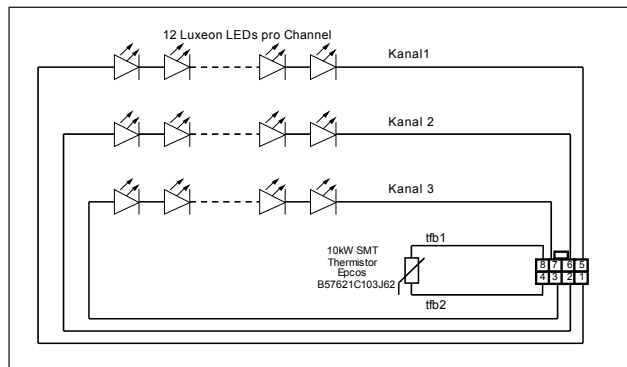 12 Luxeon LEDs pro Channel
Kanal1
Kanal 2
Kanal 3
tfb1
10kW SMT
Thermistor
Epcos
B57621C103J62
8 7 6 5
4 3 2 1
tfb2